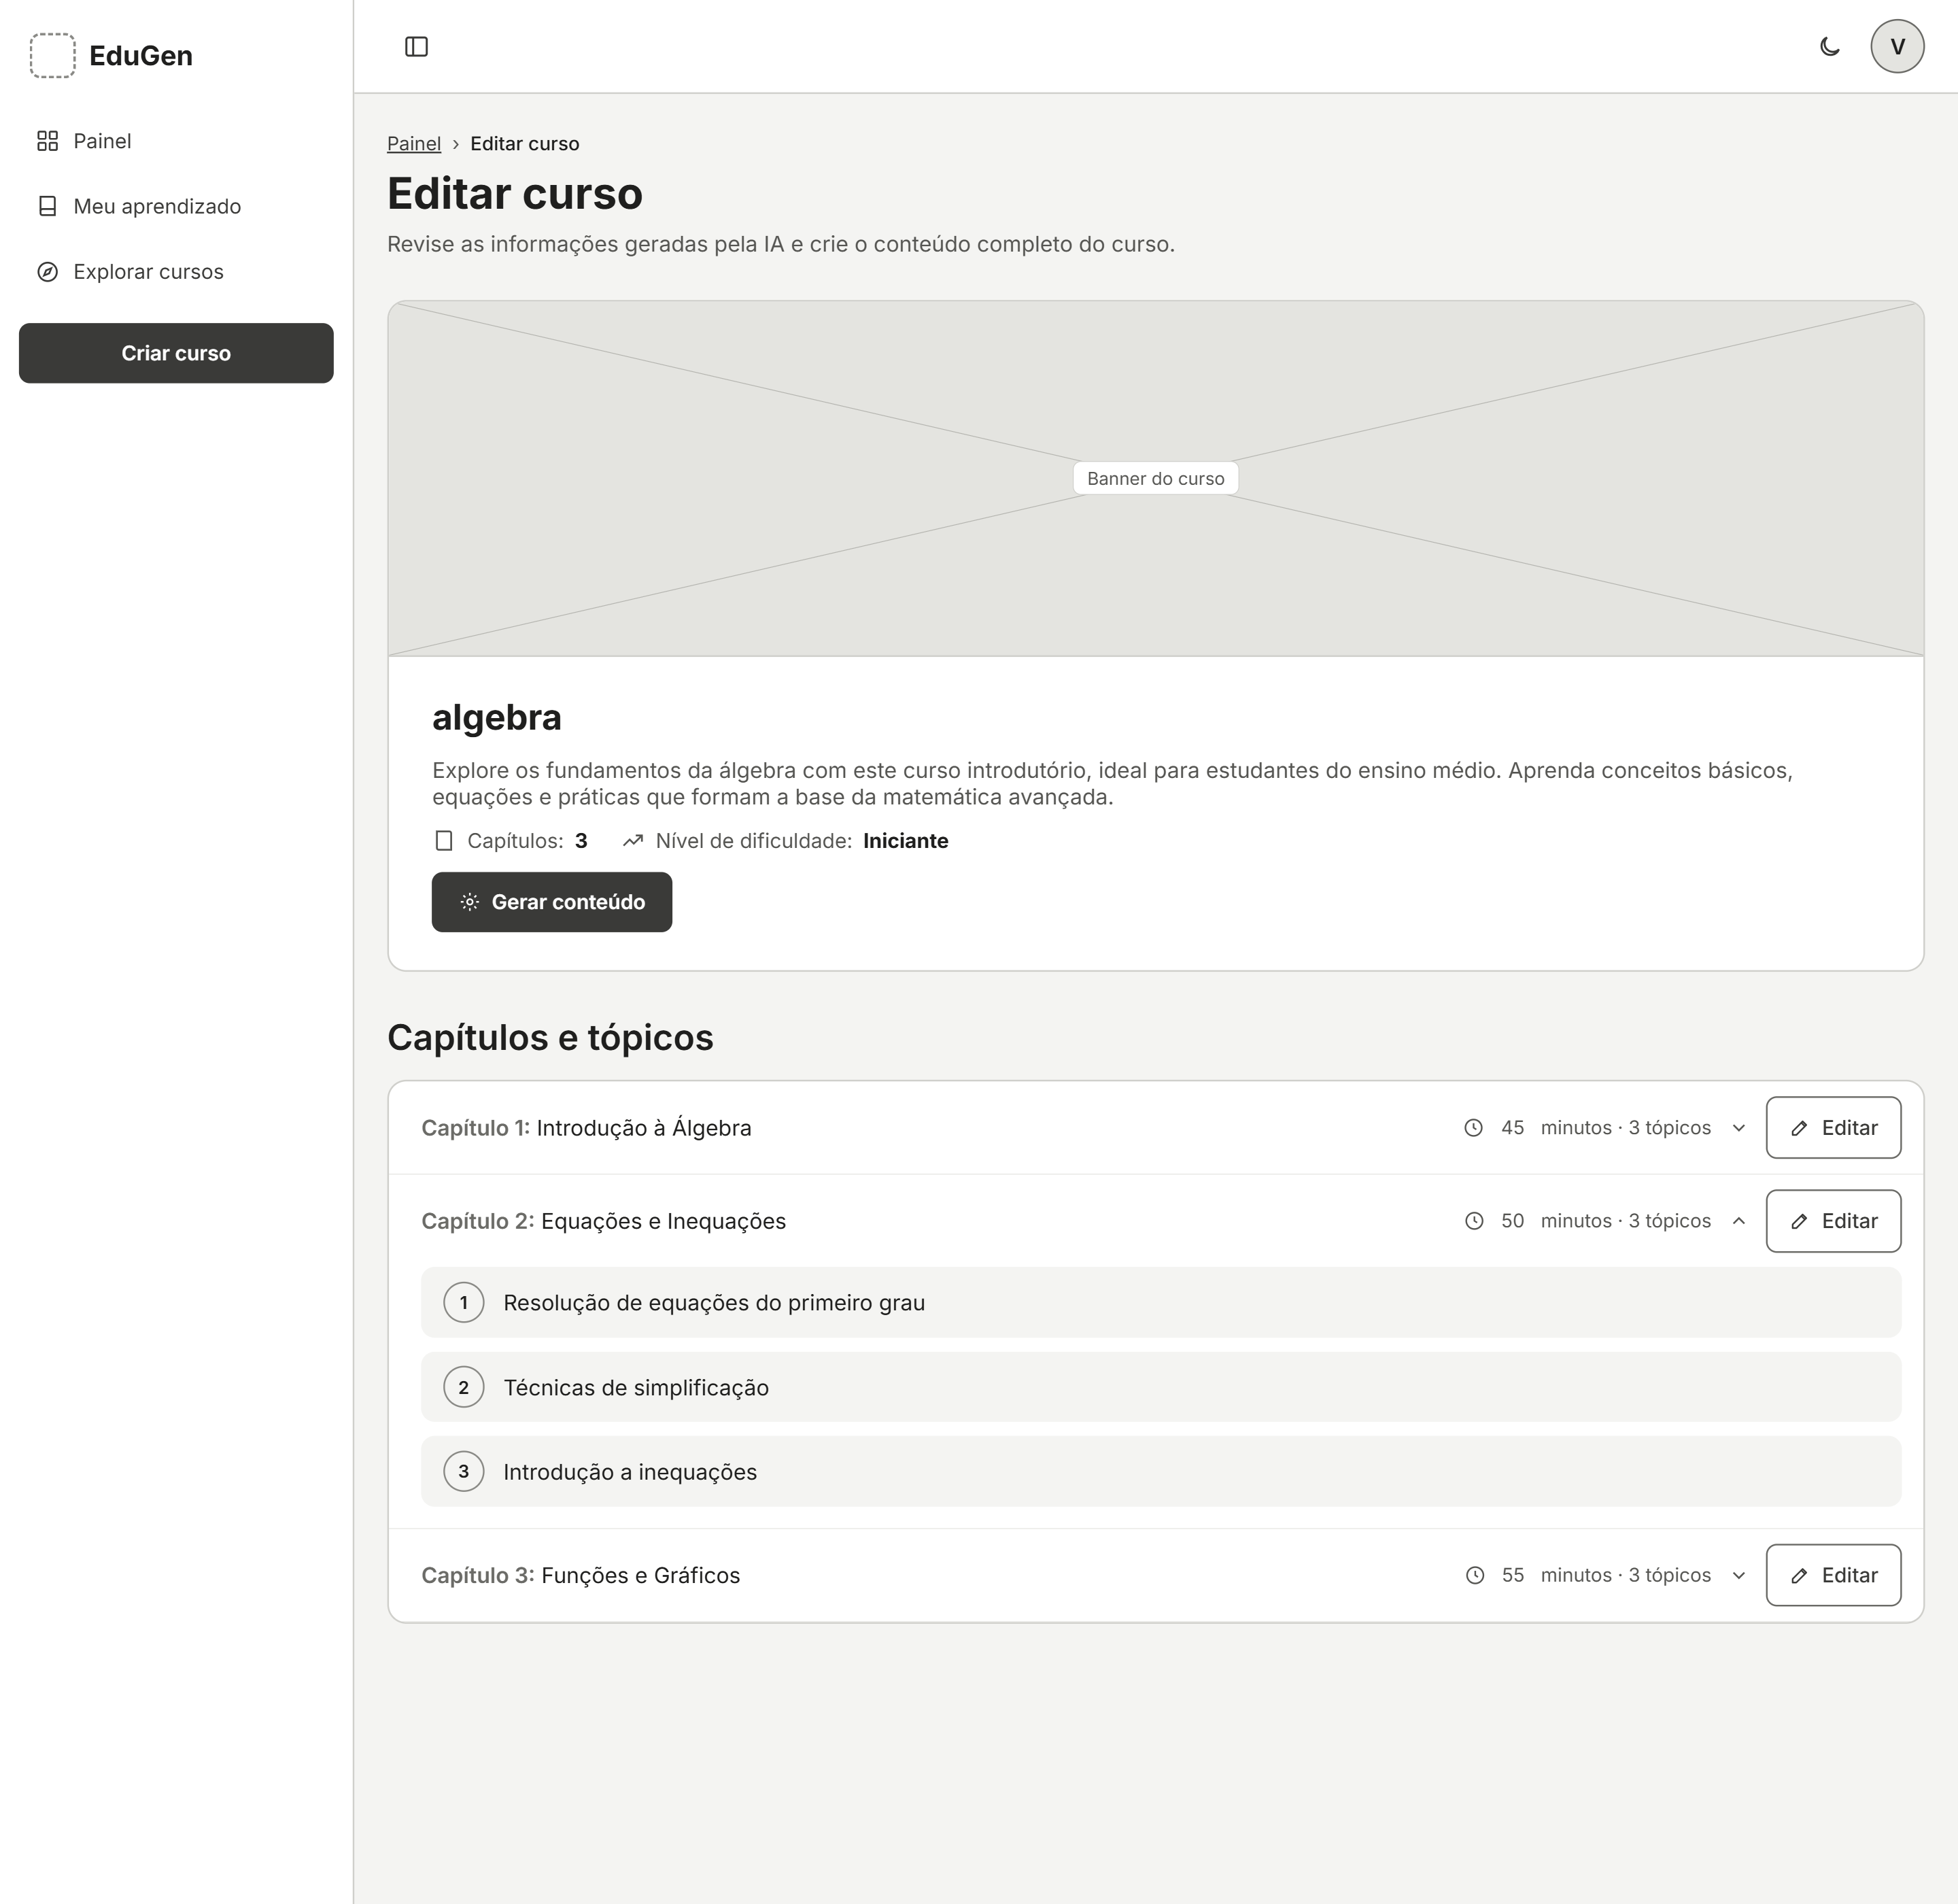 EduGen
Painel
Meu aprendizado
Explorar cursos
Criar curso
V
Painel › Editar curso
Editar curso
Revise as informações geradas pela IA e crie o conteúdo completo do curso.
Banner do curso
algebra
Explore os fundamentos da álgebra com este curso introdutório, ideal para estudantes do ensino médio. Aprenda conceitos básicos,
equações e práticas que formam a base da matemática avançada.
Capítulos: 3 Nível de dificuldade: Iniciante
Gerar conteúdo
Capítulos e tópicos
Capítulo 1: Introdução à Álgebra 45 minutos · 3 tópicos Editar
Capítulo 2: Equações e Inequações 50 minutos · 3 tópicos Editar
1 Resolução de equações do primeiro grau
2 Técnicas de simplificação
3 Introdução a inequações
Capítulo 3: Funções e Gráficos 55 minutos · 3 tópicos Editar